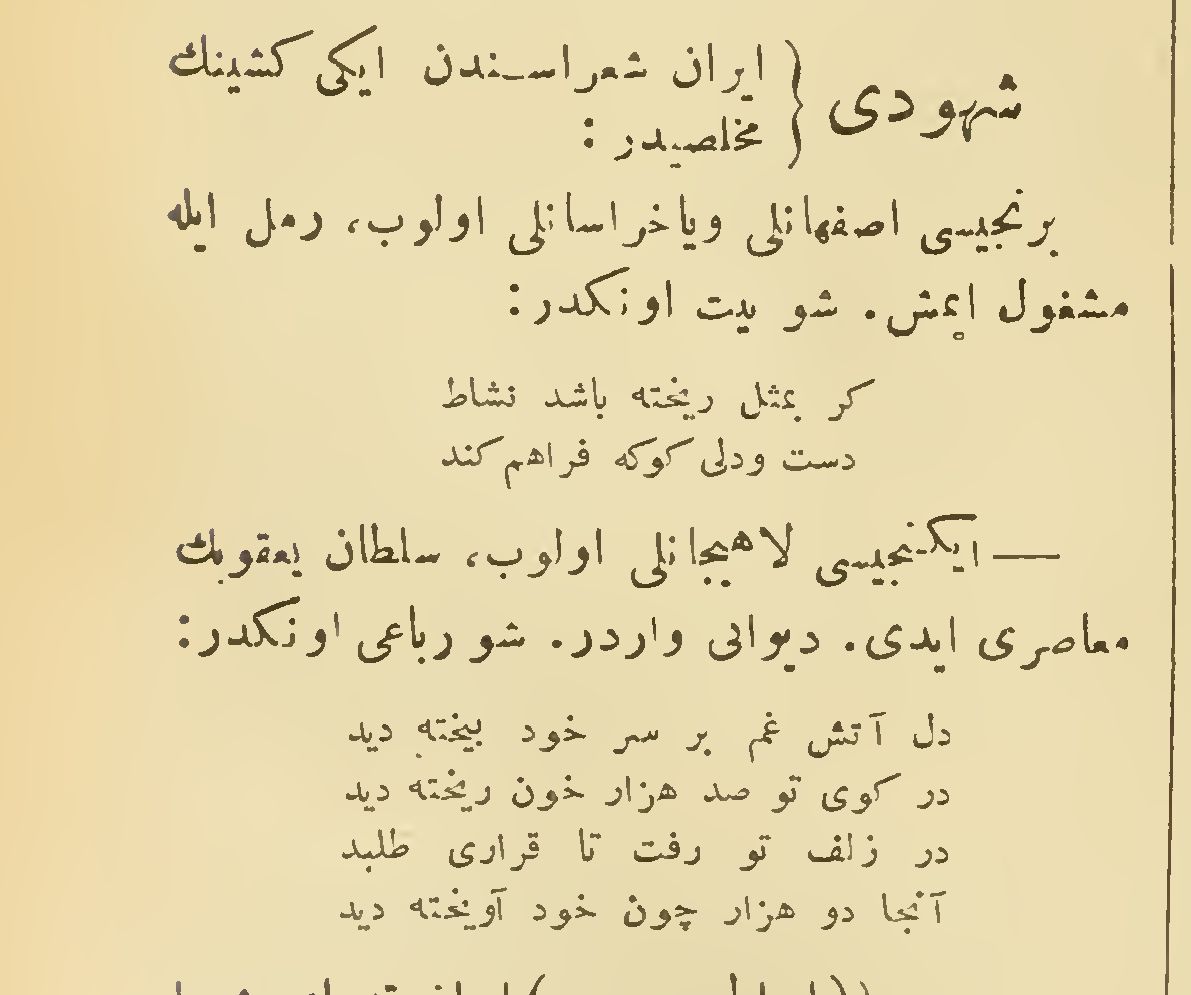 شهودی { ایران شعراسندن ایکی کشینك
مخلصیدر :
برنجیسی اصفهانلی ویاخراسانلی اولوب، رمل ایله
مشغول ایمش. شو بیت اونکدر:
کر بمثل ریخته باشد نشاط
دست ودلی کوکه فراهم کند
— ایکنجیسی لاهیجانلی اولوب، سلطان یعقوبك
معاصری ایدی. دیوانی واردر. شو رباعی اونکدر:
دل آتش غم بر سر خود بیخته دید
در کوی تو صد هزار خون ریخته دید
در زلف تو رفت تا قراری طلبد
آنجا دو هزار چون خود آویخته دید